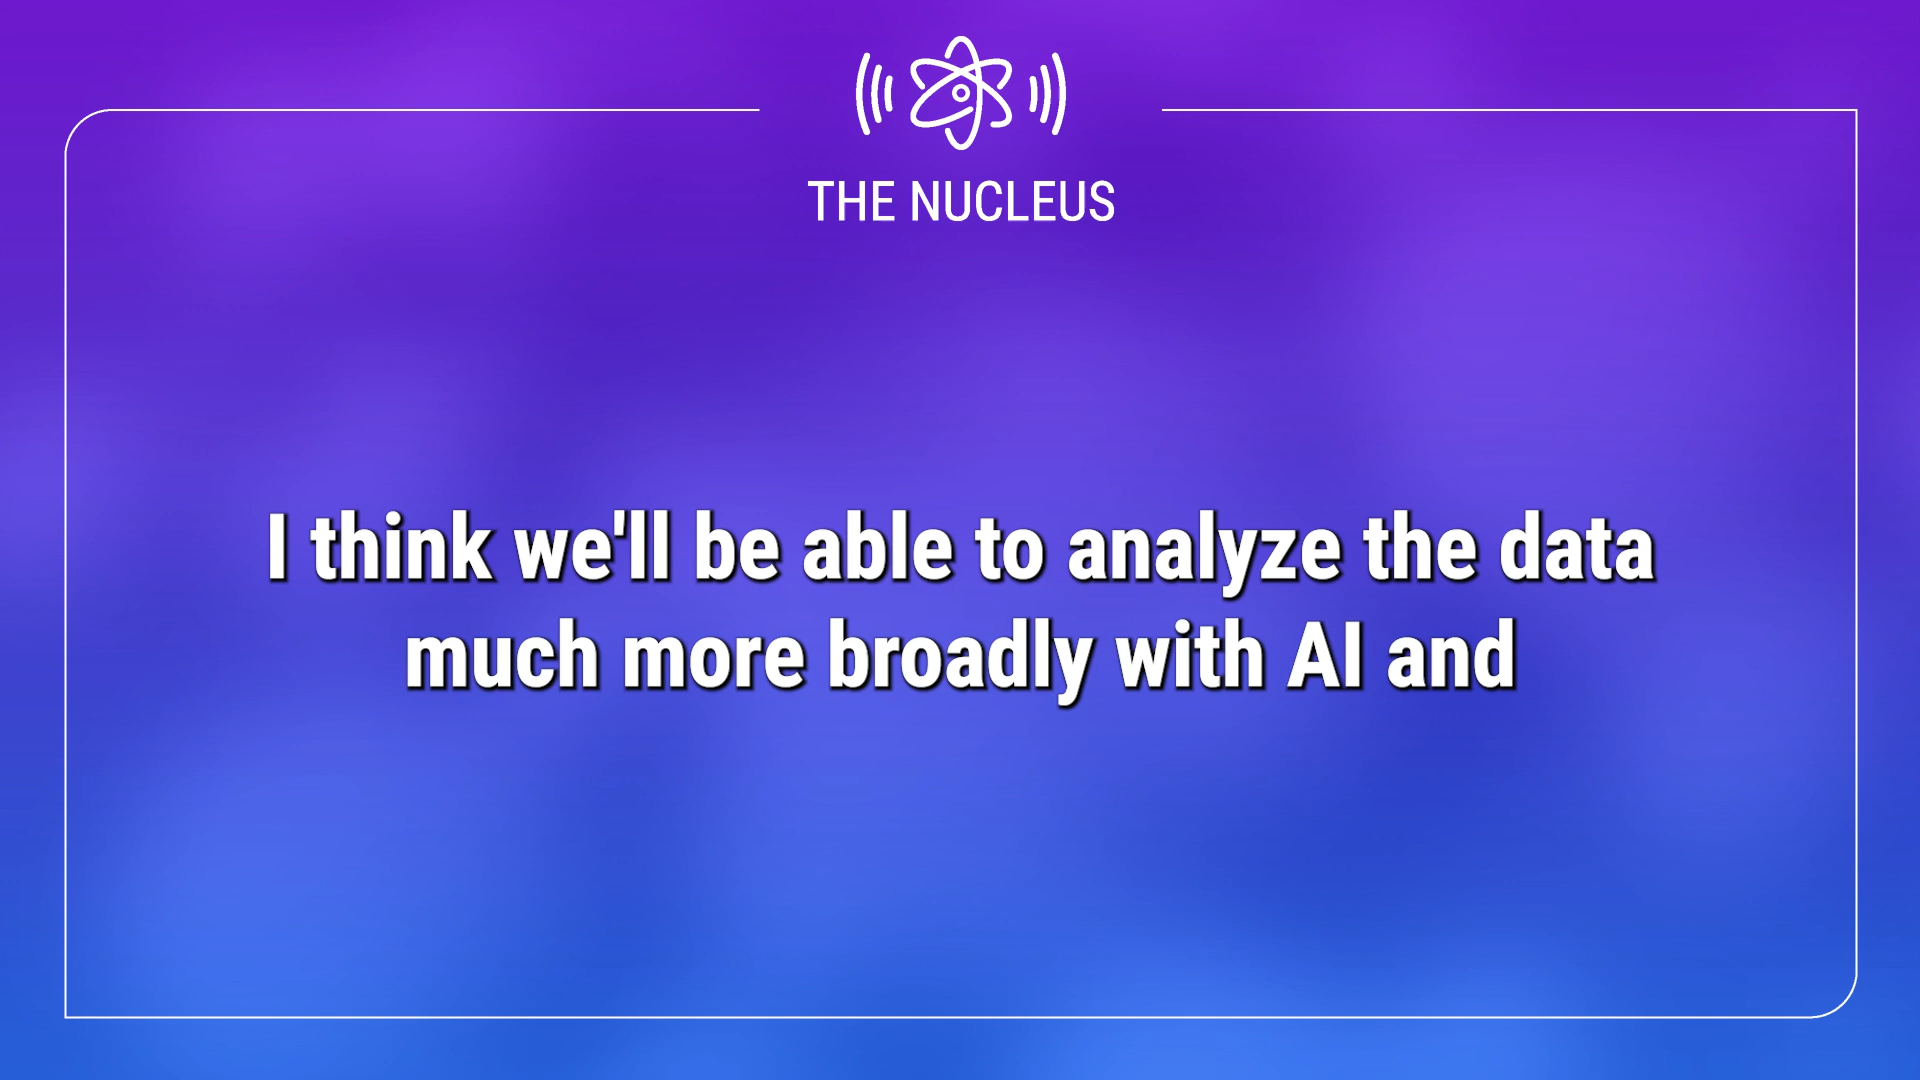 THE NUCLEUS
I think we'll be able to analyze the data
much more broadly with AI and